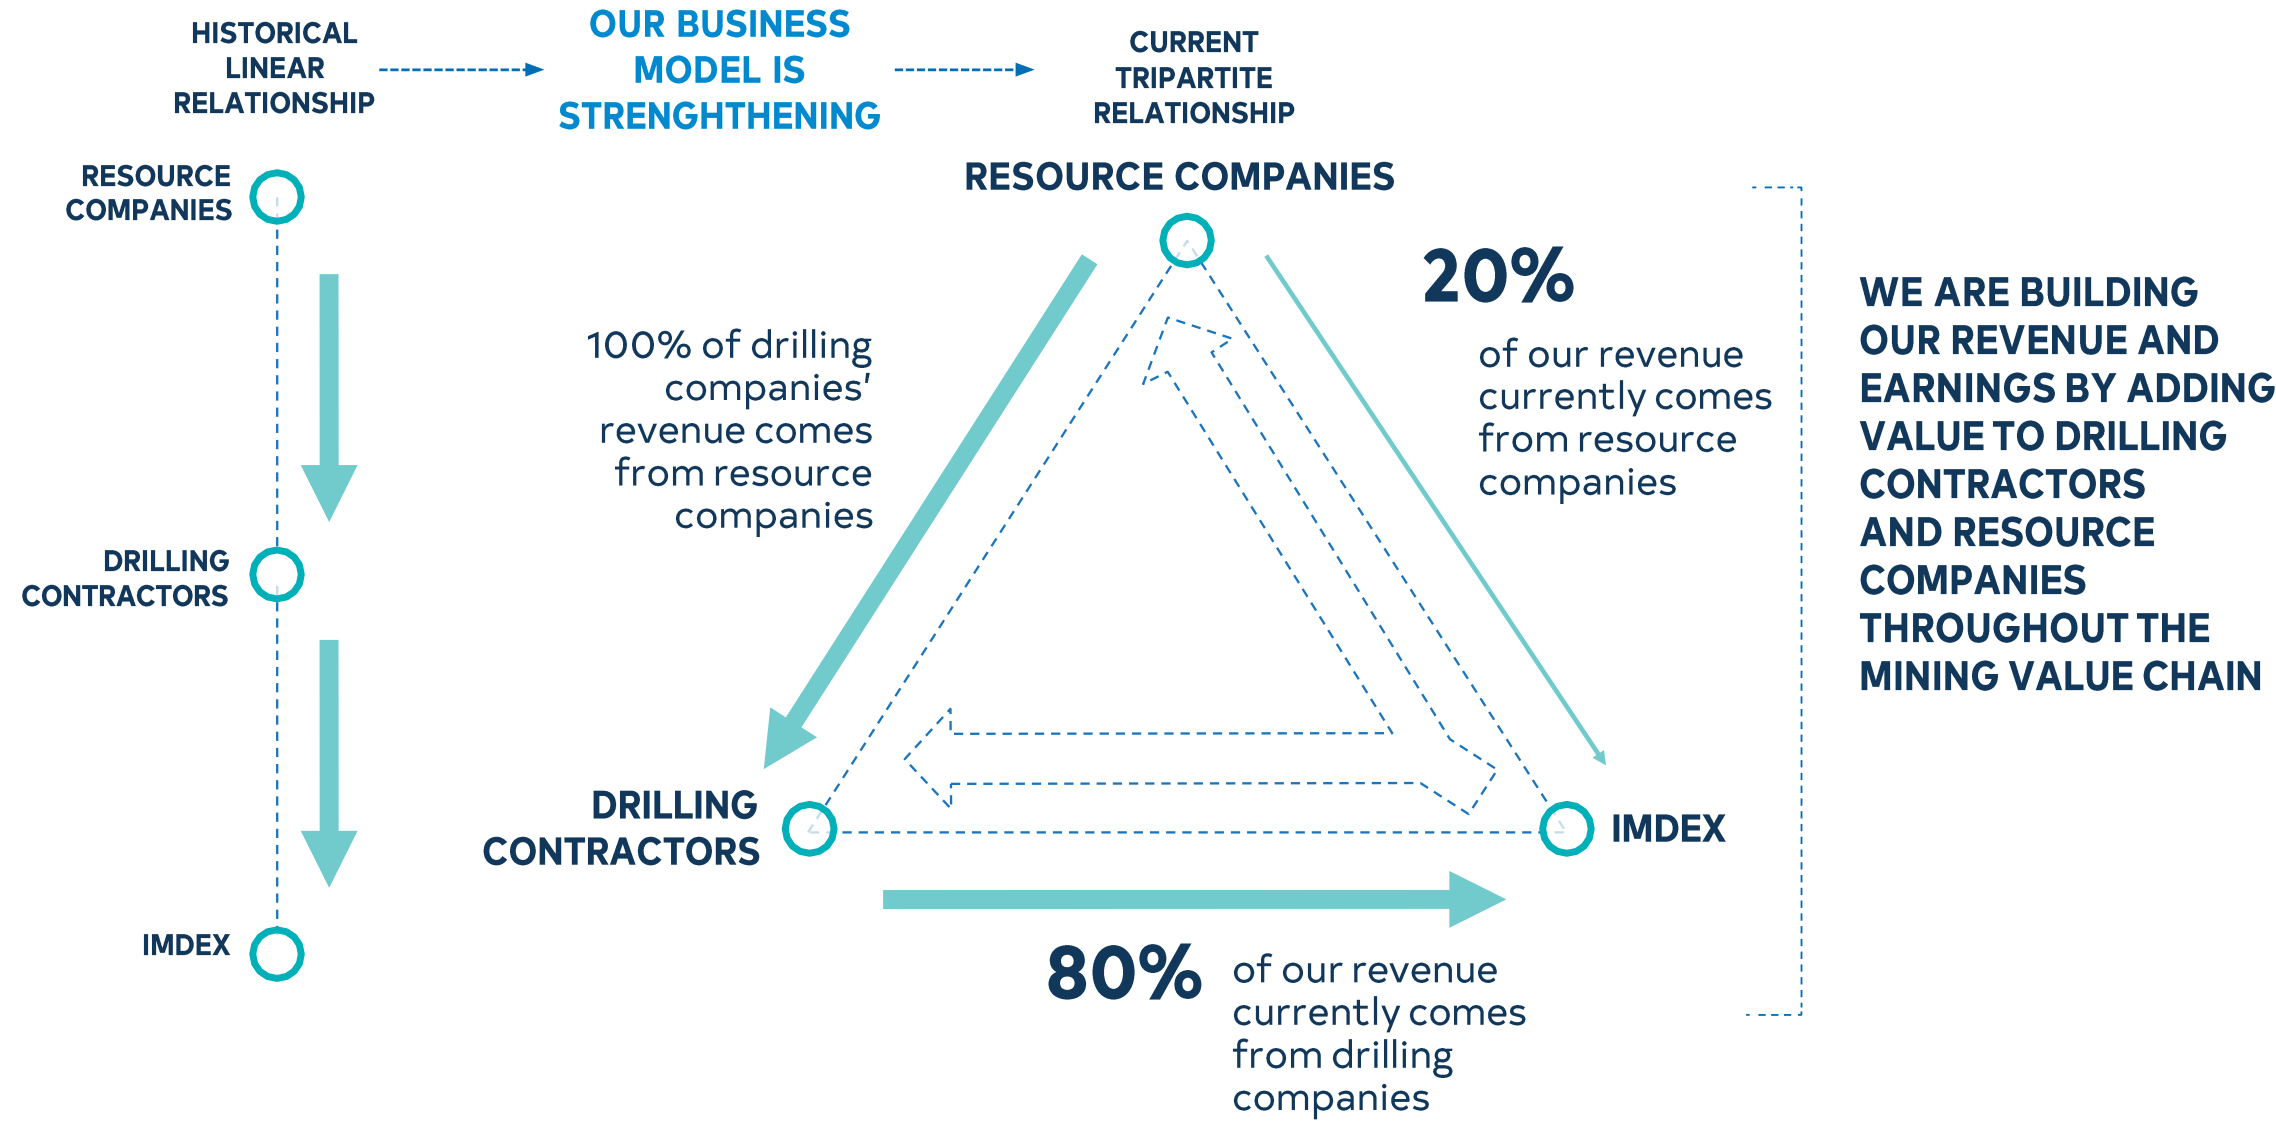 HISTORICAL
LINEAR
RELATIONSHIP
OUR BUSINESS
MODEL IS
STRENGHTHENING
CURRENT
TRIPARTITE
RELATIONSHIP
RESOURCE
COMPANIES
DRILLING
CONTRACTORS
IMDEX
RESOURCE COMPANIES
100% of drilling
companies'
revenue comes
from resource
companies
20%
of our revenue
currently comes
from resource
companies
DRILLING
CONTRACTORS
IMDEX
80%
of our revenue
currently comes
from drilling
companies
WE ARE BUILDING
OUR REVENUE AND
EARNINGS BY ADDING
VALUE TO DRILLING
CONTRACTORS
AND RESOURCE
COMPANIES
THROUGHOUT THE
MINING VALUE CHAIN